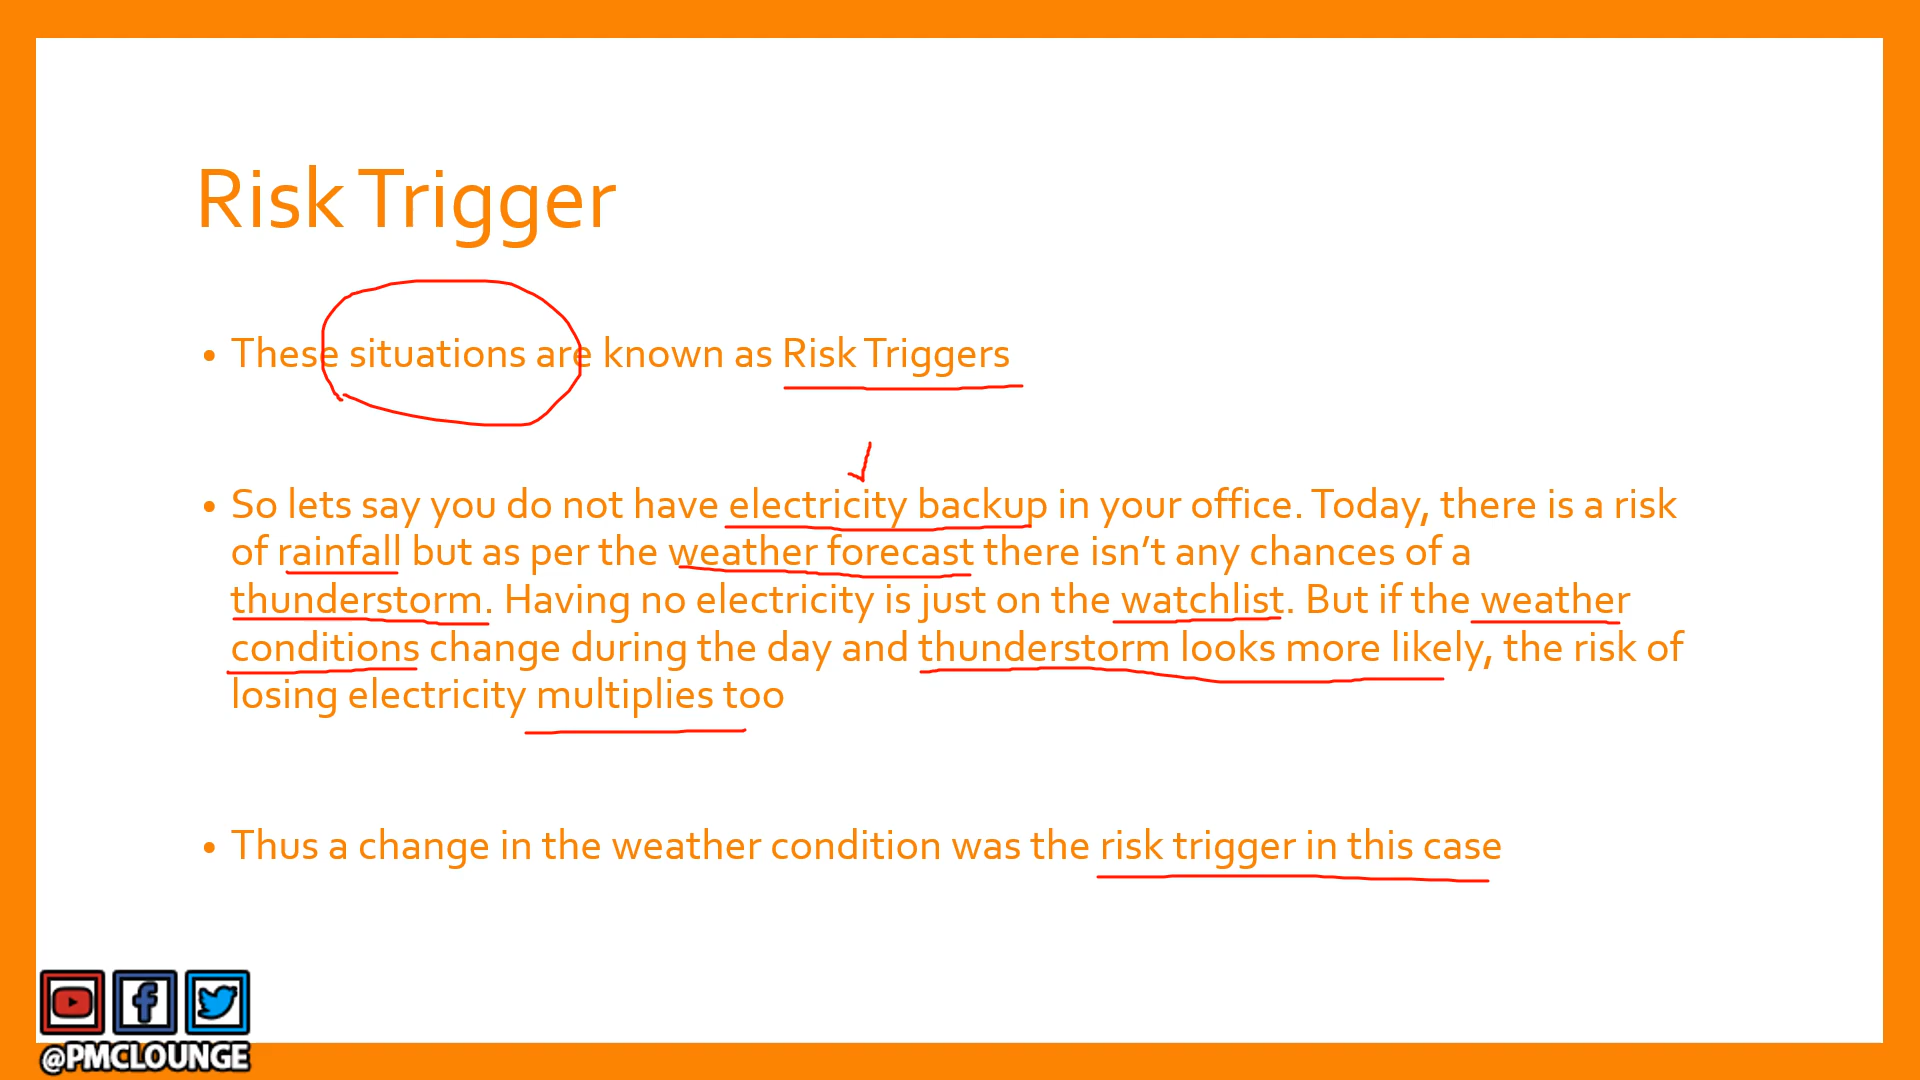 Risk Trigger
• These situations are known as Risk Triggers
• So lets say you do not have electricity backup in your office. Today, there is a risk
of rainfall but as per the weather forecast there isn’t any chances of a
thunderstorm. Having no electricity is just on the watchlist. But if the weather
conditions change during the day and thunderstorm looks more likely, the risk of
losing electricity multiplies too
• Thus a change in the weather condition was the risk trigger in this case
@PMCLOUNGE